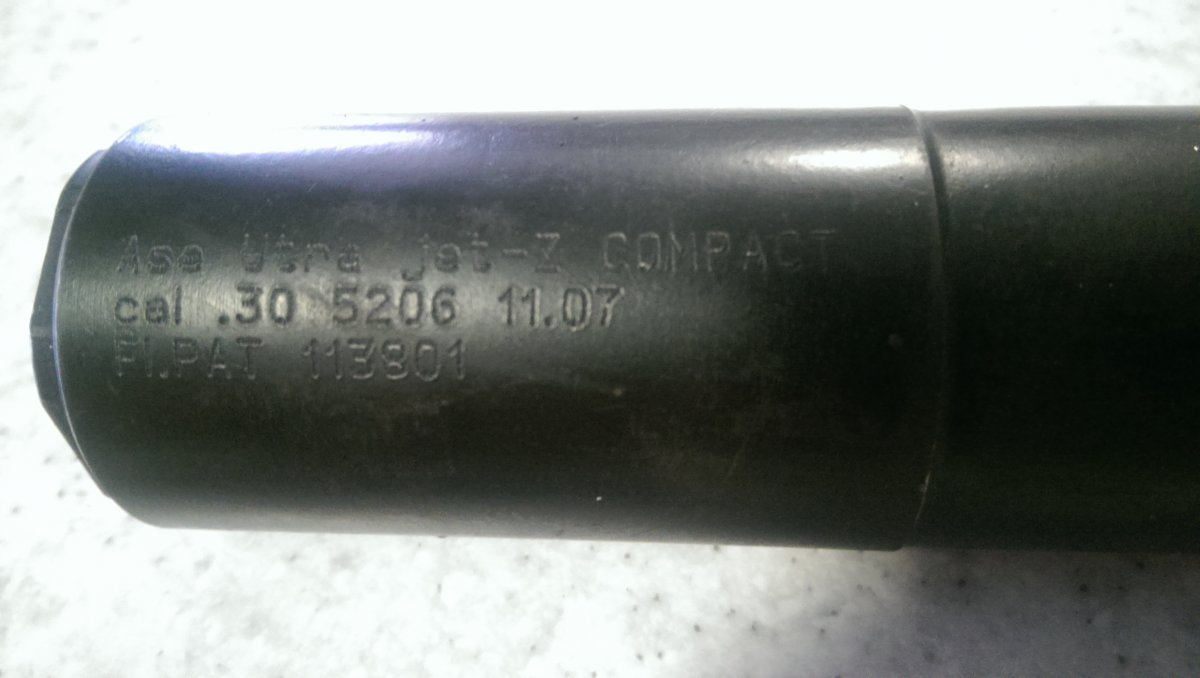 Ase Utra jet-Z COMPACT
cal .30 5206 11.07
FI.PAT 113801